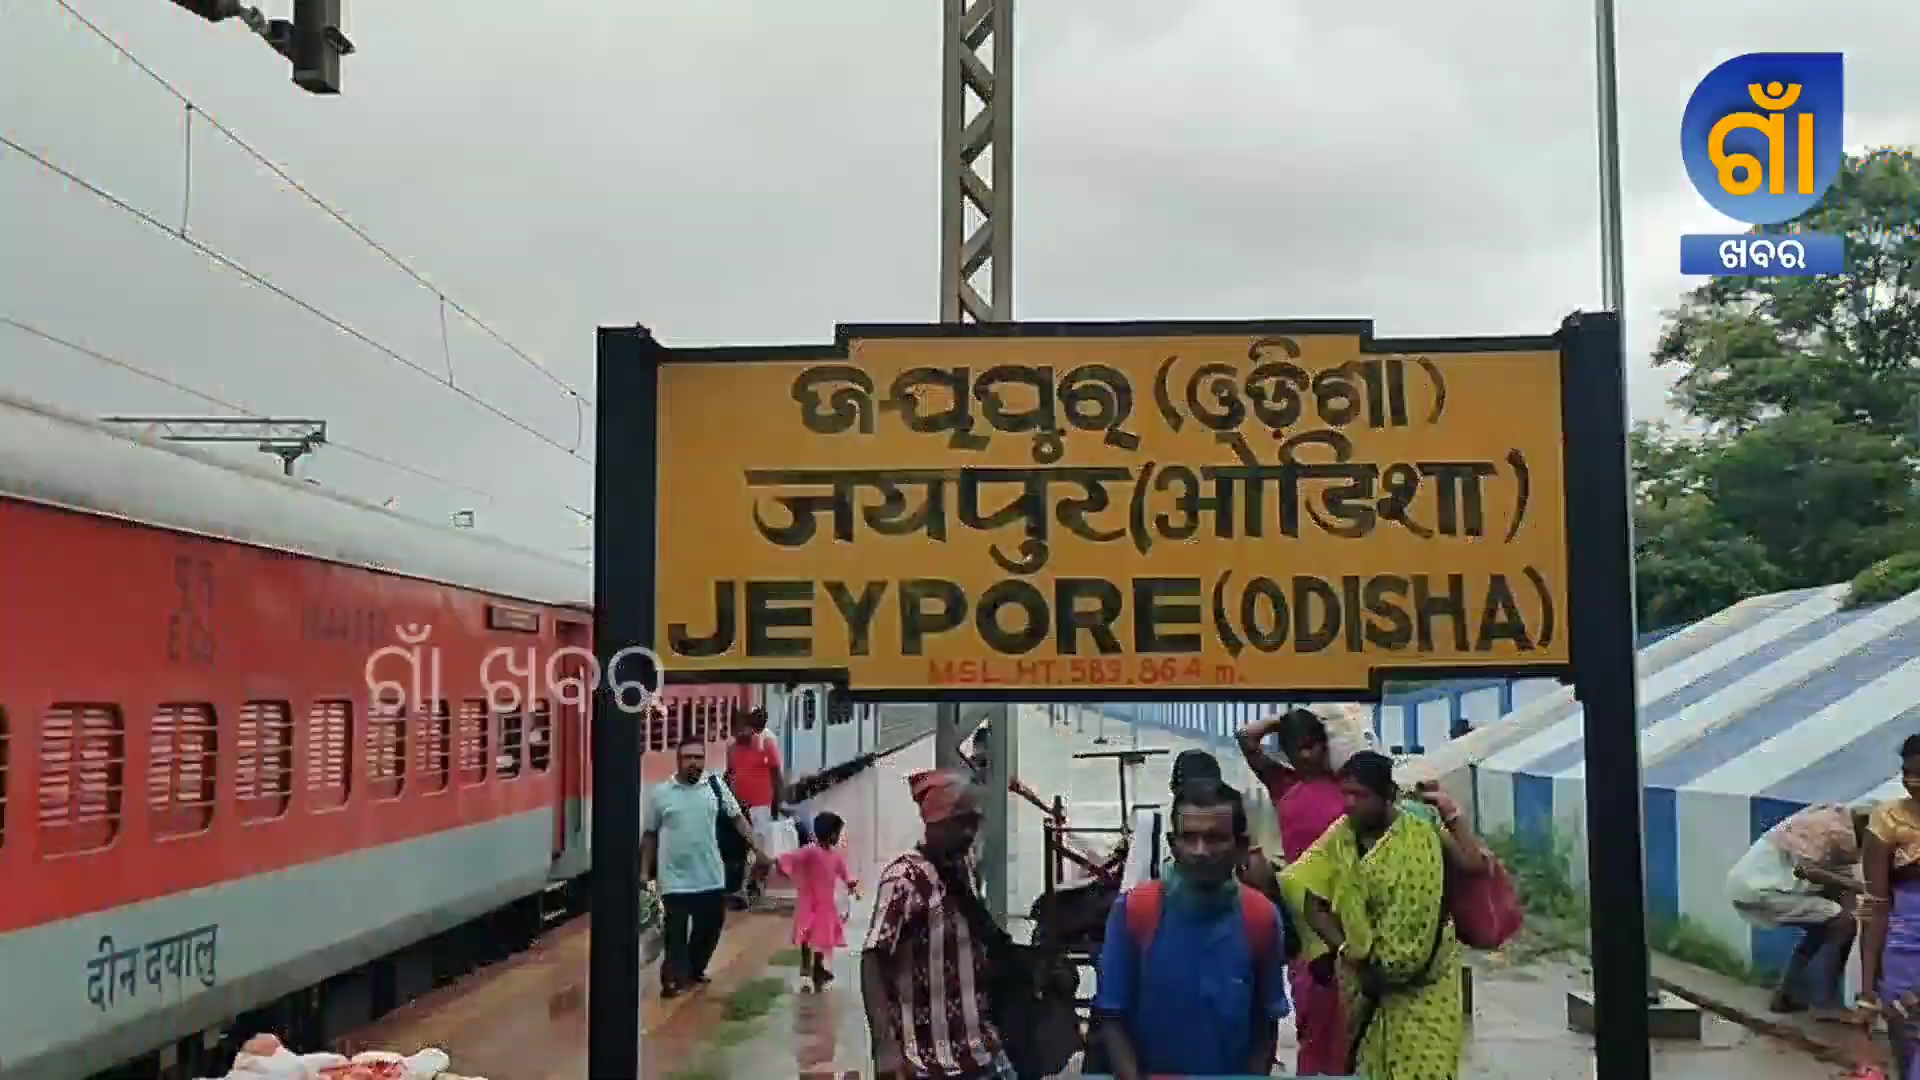 ଗାଁ
ଖବର
ଜୟପୁର (ଓଡ଼ିଶା)
जयपुर (ओडिशा)
JEYPORE (ODISHA)
MSL.HT.589.864 m.
ଗାଁ ଖବର
दीन दयालु